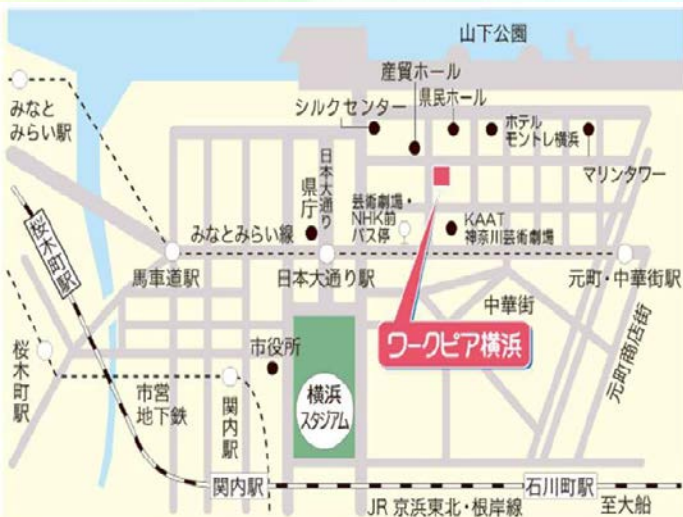 山下公園
産貿ホール
みなと
みらい駅
シルクセンター
県民ホール
ホテル
モントレ横浜
マリンタワー
日本大通り
県庁
芸術劇場・
NHK前
バス停
KAAT
神奈川芸術劇場
みなとみらい線
桜木町駅
馬車道駅
日本大通り駅
元町・中華街駅
中華街
ワークピア横浜
元町商店街
桜木町駅
市役所
市営
地下鉄
関内駅
横浜
スタジアム
関内駅
石川町駅
JR 京浜東北・根岸線
至大船